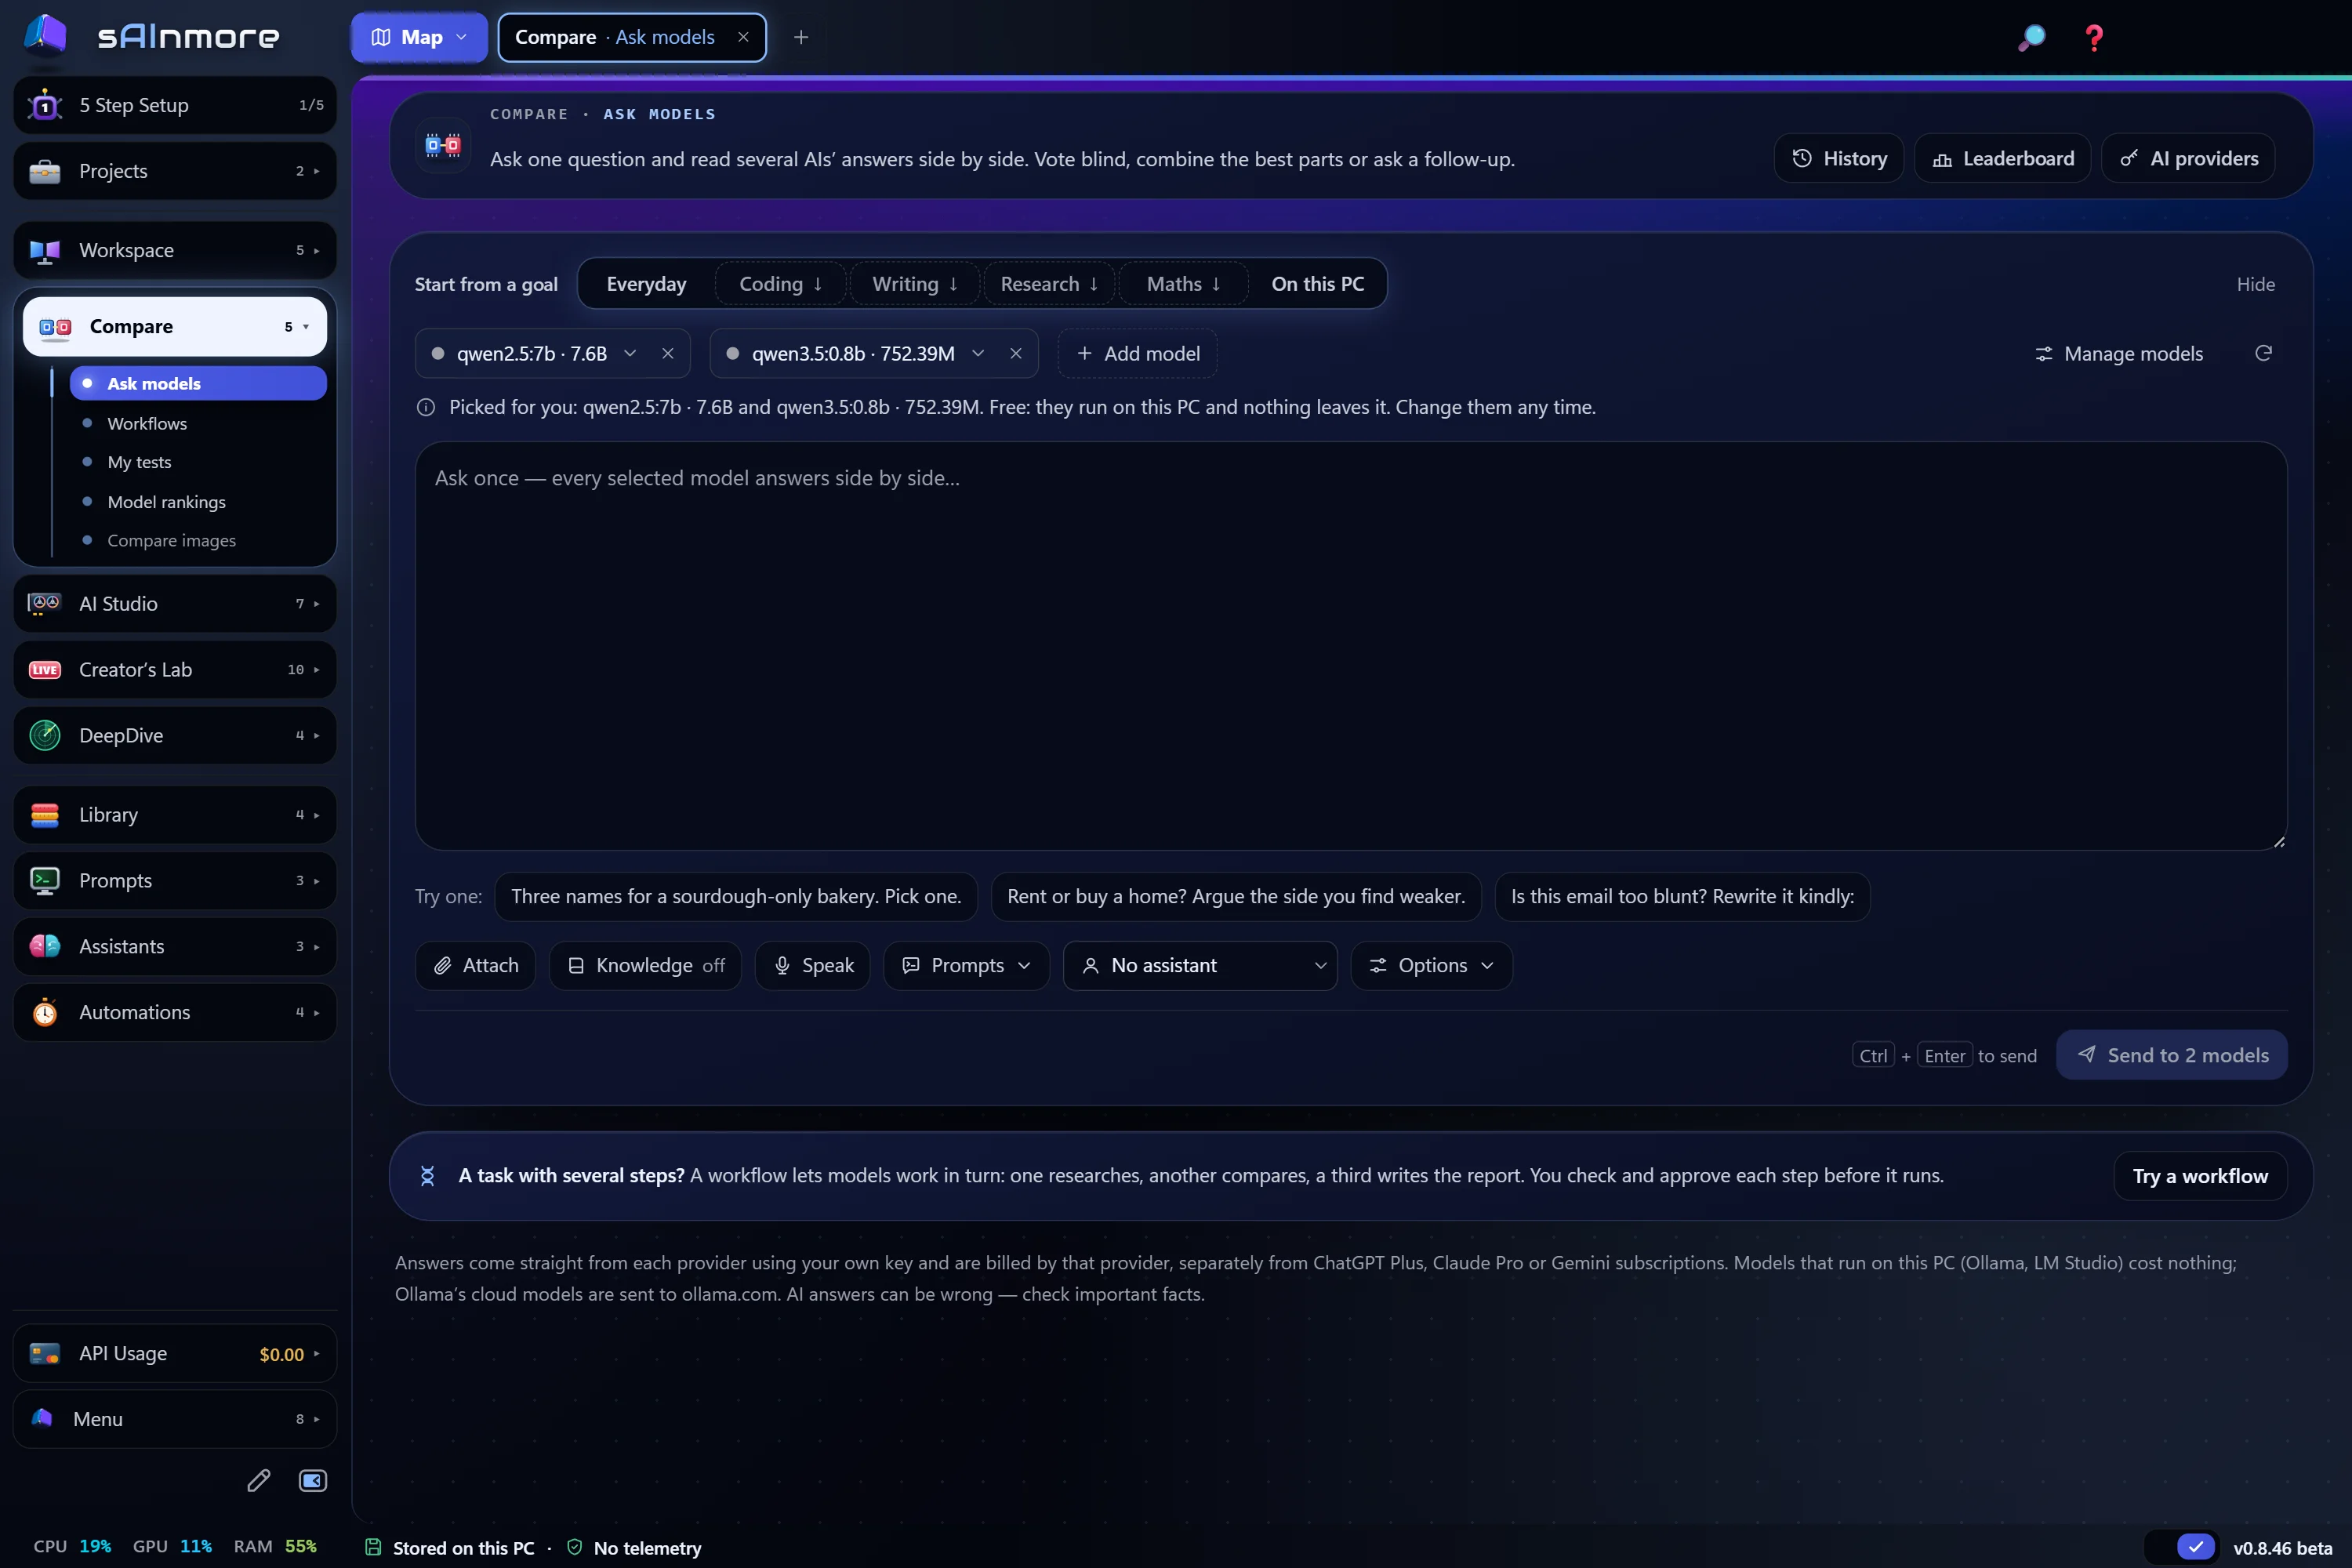 sAInmore
Map
Compare · Ask models
5 Step Setup 1/5
Projects 2
Workspace 5
Compare 5
Ask models
Workflows
My tests
Model rankings
Compare images
AI Studio 7
LIVE Creator’s Lab 10
DeepDive 4
Library 4
Prompts 3
Assistants 3
Automations 4
API Usage $0.00
Menu 8
CPU 19% GPU 11% RAM 55%
COMPARE · ASK MODELS
Ask one question and read several AIs’ answers side by side. Vote blind, combine the best parts or ask a follow-up.
History
Leaderboard
AI providers
Start from a goal
Everyday
Coding ↓
Writing ↓
Research ↓
Maths ↓
On this PC
Hide
qwen2.5:7b · 7.6B
qwen3.5:0.8b · 752.39M
+ Add model
Manage models
Picked for you: qwen2.5:7b · 7.6B and qwen3.5:0.8b · 752.39M. Free: they run on this PC and nothing leaves it. Change them any time.
Ask once — every selected model answers side by side...
Try one:
Three names for a sourdough-only bakery. Pick one.
Rent or buy a home? Argue the side you find weaker.
Is this email too blunt? Rewrite it kindly:
Attach
Knowledge off
Speak
Prompts
No assistant
Options
Ctrl + Enter to send
Send to 2 models
A task with several steps? A workflow lets models work in turn: one researches, another compares, a third writes the report. You check and approve each step before it runs.
Try a workflow
Answers come straight from each provider using your own key and are billed by that provider, separately from ChatGPT Plus, Claude Pro or Gemini subscriptions. Models that run on this PC (Ollama, LM Studio) cost nothing;
Ollama’s cloud models are sent to ollama.com. AI answers can be wrong — check important facts.
Stored on this PC · No telemetry
v0.8.46 beta